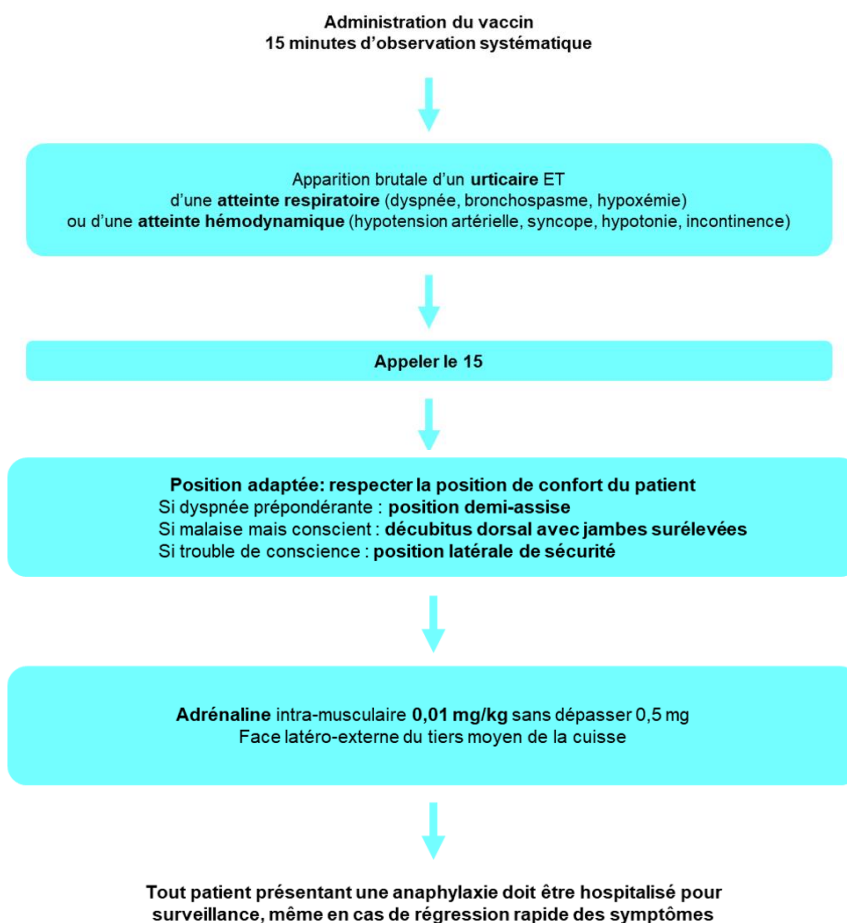 Administration du vaccin
15 minutes d’observation systématique
Apparition brutale d’un urticaire ET
d’une atteinte respiratoire (dyspnée, bronchospasme, hypoxémie)
ou d’une atteinte hémodynamique (hypotension artérielle, syncope, hypotonie, incontinence)
Appeler le 15
Position adaptée: respecter la position de confort du patient
Si dyspnée prépondérante : position demi-assise
Si malaise mais conscient : décubitus dorsal avec jambes surélevées
Si trouble de conscience : position latérale de sécurité
Adrénaline intra-musculaire 0,01 mg/kg sans dépasser 0,5 mg
Face latéro-externe du tiers moyen de la cuisse
Tout patient présentant une anaphylaxie doit être hospitalisé pour
surveillance, même en cas de régression rapide des symptômes